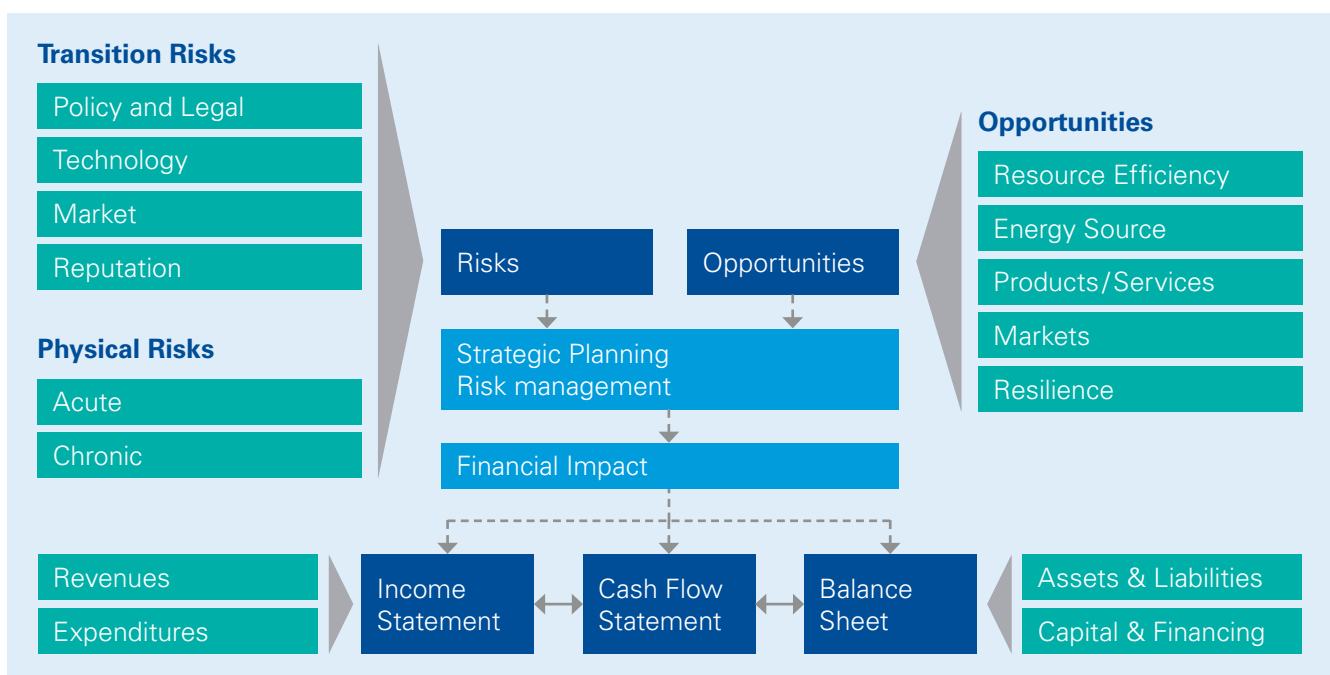 Transition Risks
Policy and Legal
Technology
Market
Reputation
Physical Risks
Acute
Chronic
Risks
Opportunities
Strategic Planning
Risk management
Financial Impact
Opportunities
Resource Efficiency
Energy Source
Products/Services
Markets
Resilience
Revenues
Expenditures
Income
Statement
Cash Flow
Statement
Balance
Sheet
Assets & Liabilities
Capital & Financing